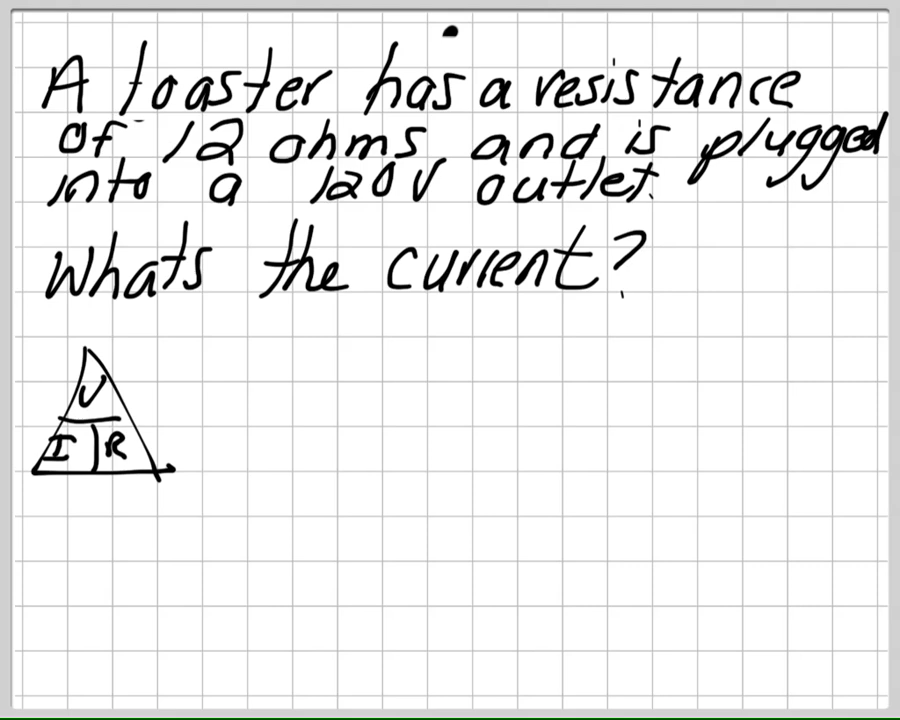 A toaster has a resistance
of 12 ohms and is plugged
into a 120V outlet.
Whats the current?
V
I R